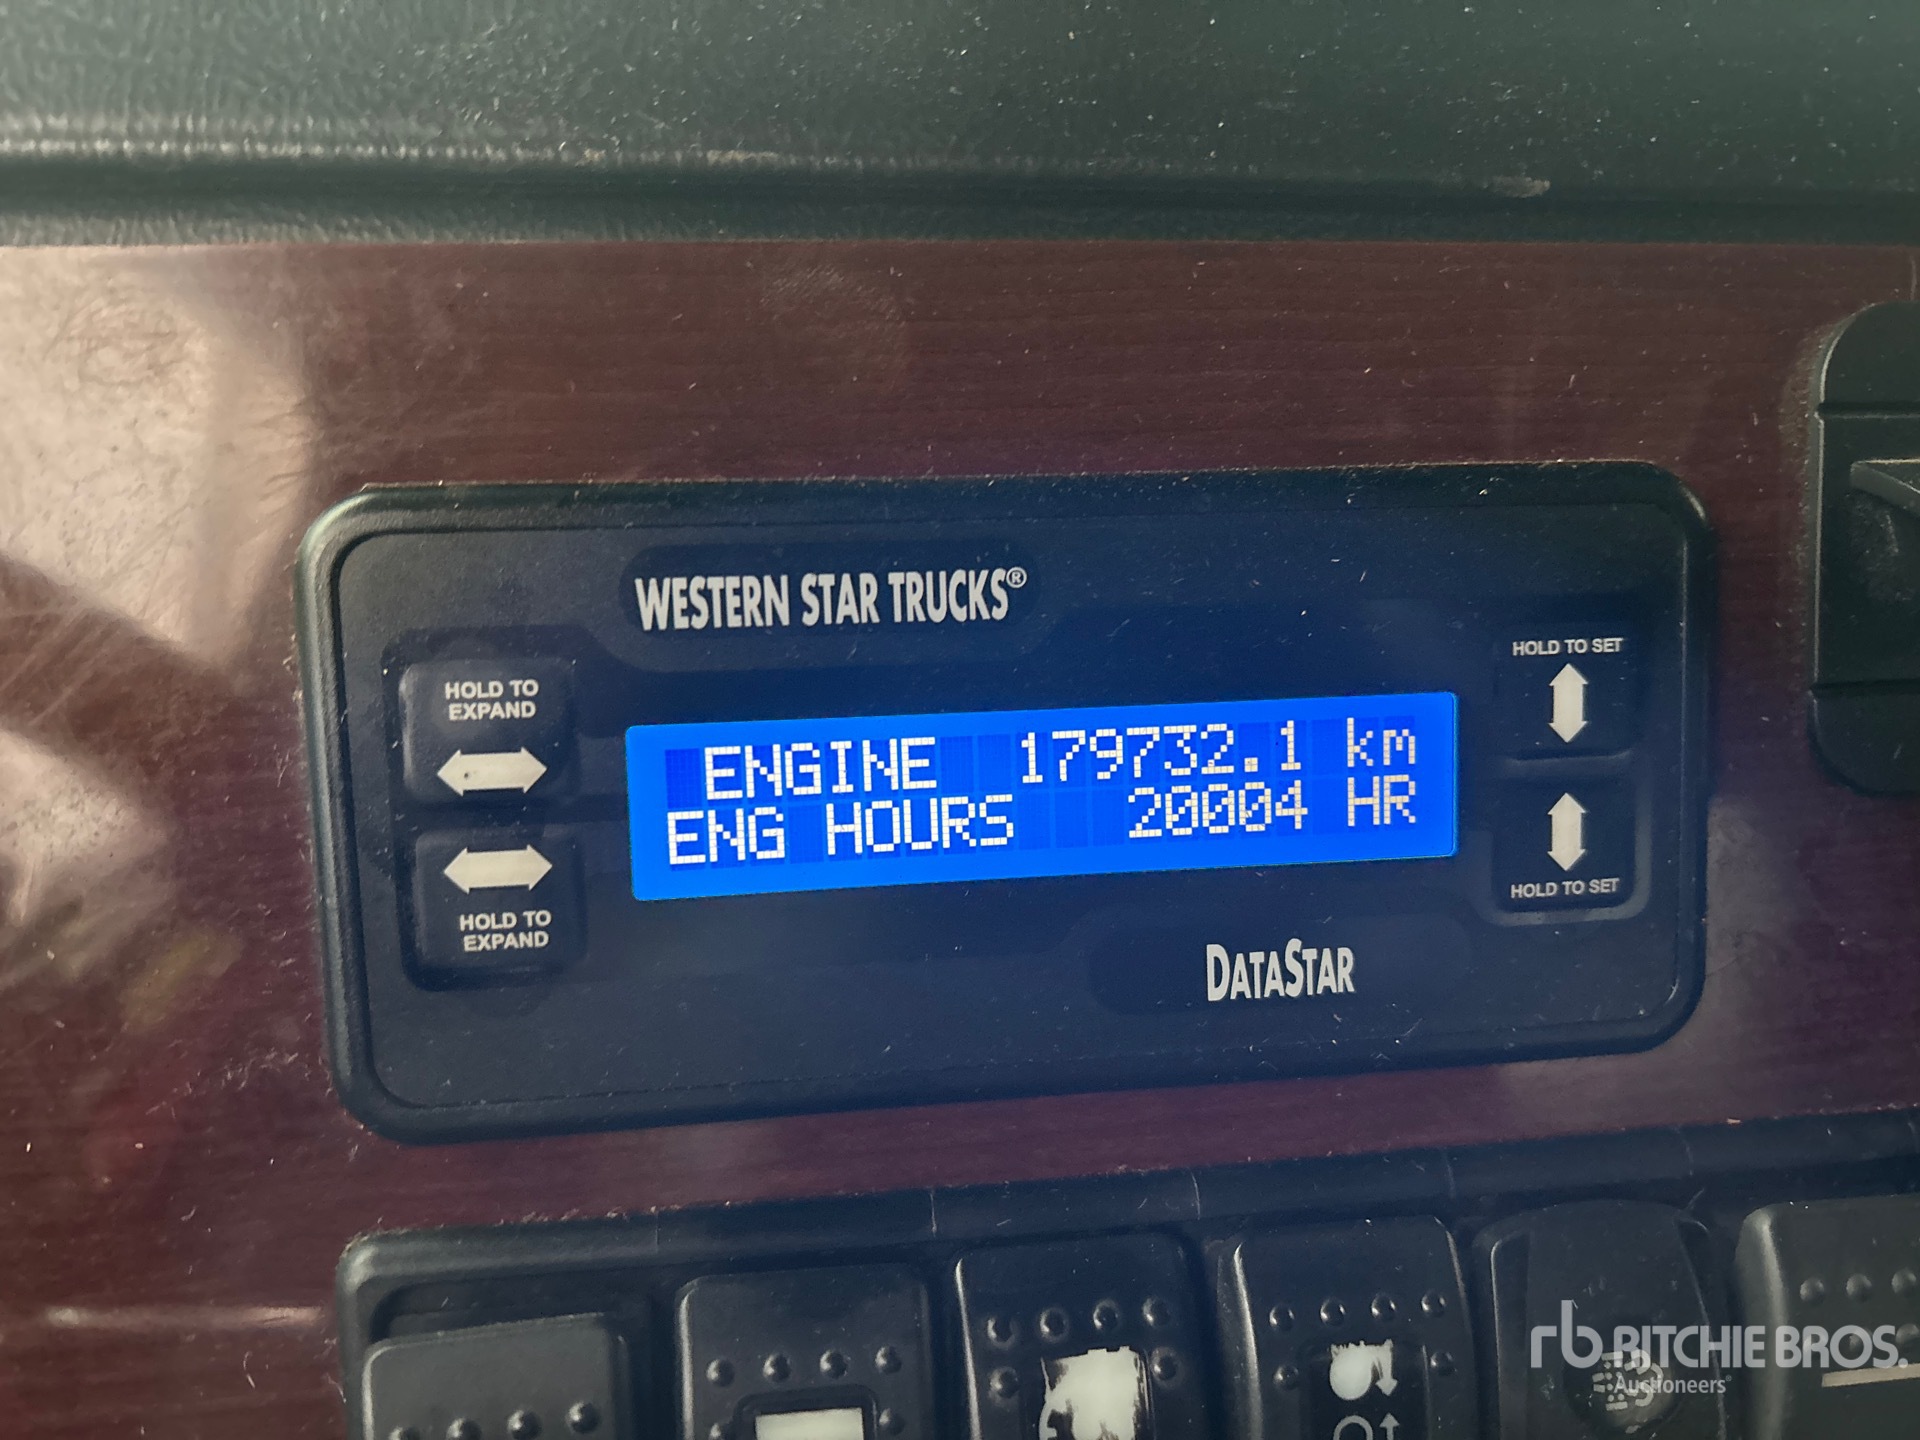 WESTERN STAR TRUCKS®
HOLD TO SET
HOLD TO
EXPAND
ENGINE 179732.1 km
ENG HOURS 20004 HR
HOLD TO SET
HOLD TO
EXPAND
DATASTAR
rb RITCHIE BROS.
Auctioneers®